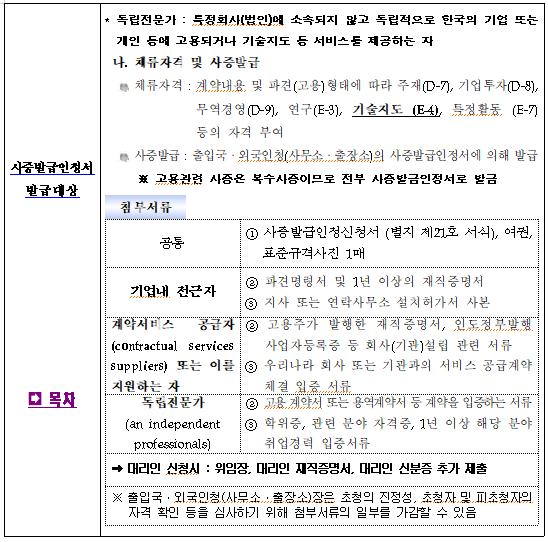 사증발급인정서
발급대상
◘ 목차
* 독립전문가 : 특정회사(법인)에 소속되지 않고 독립적으로 한국의 기업 또는
개인 등에 고용되거나 기술지도 등 서비스를 제공하는 자
나. 체류자격 및 사증발급
체류자격 : 계약내용 및 파견(고용)형태에 따라 주재(D-7), 기업투자(D-8),
무역경영(D-9), 연구(E-3), 기술지도 (E-4), 특정활동 (E-7)
등의 자격 부여
사증발급 : 출입국·외국인청(사무소·출장소)의 사증발급인정서에 의해 발급
※ 고용관련 사증은 복수사증이므로 전부 사증발금인정서로 발금
첨부서류
공통
① 사증발급인정신청서 (별지 제21호 서식), 여권,
표준규격사진 1매
기업내 전근자
② 파견명령서 및 1년 이상의 재직증명서
③ 지사 또는 연락사무소 설치허가서 사본
계약서비스 공급자
(contractual services
suppliers) 또는 이를
지원하는 자
② 고용주가 발행한 재직증명서, 인도정부발행
사업자등록증 등 회사(기관)설립 관련 서류
③ 우리나라 회사 또는 기관과의 서비스 공급계약
체결 입증 서류
독립전문가
(an independent
professionals)
② 고용 계약서 또는 용역계약서 등 계약을 입증하는 서류
③ 학위증, 관련 분야 자격증, 1년 이상 해당 분야
취업경력 입증서류
➔ 대리인 신청시 : 위임장, 대리인 재직증명서, 대리인 신분증 추가 제출
※ 출입국·외국인청(사무소·출장소)장은 초청의 진정성, 초청자 및 피초청자의
자격 확인 등을 심사하기 위해 첨부서류의 일부를 가감할 수 있음